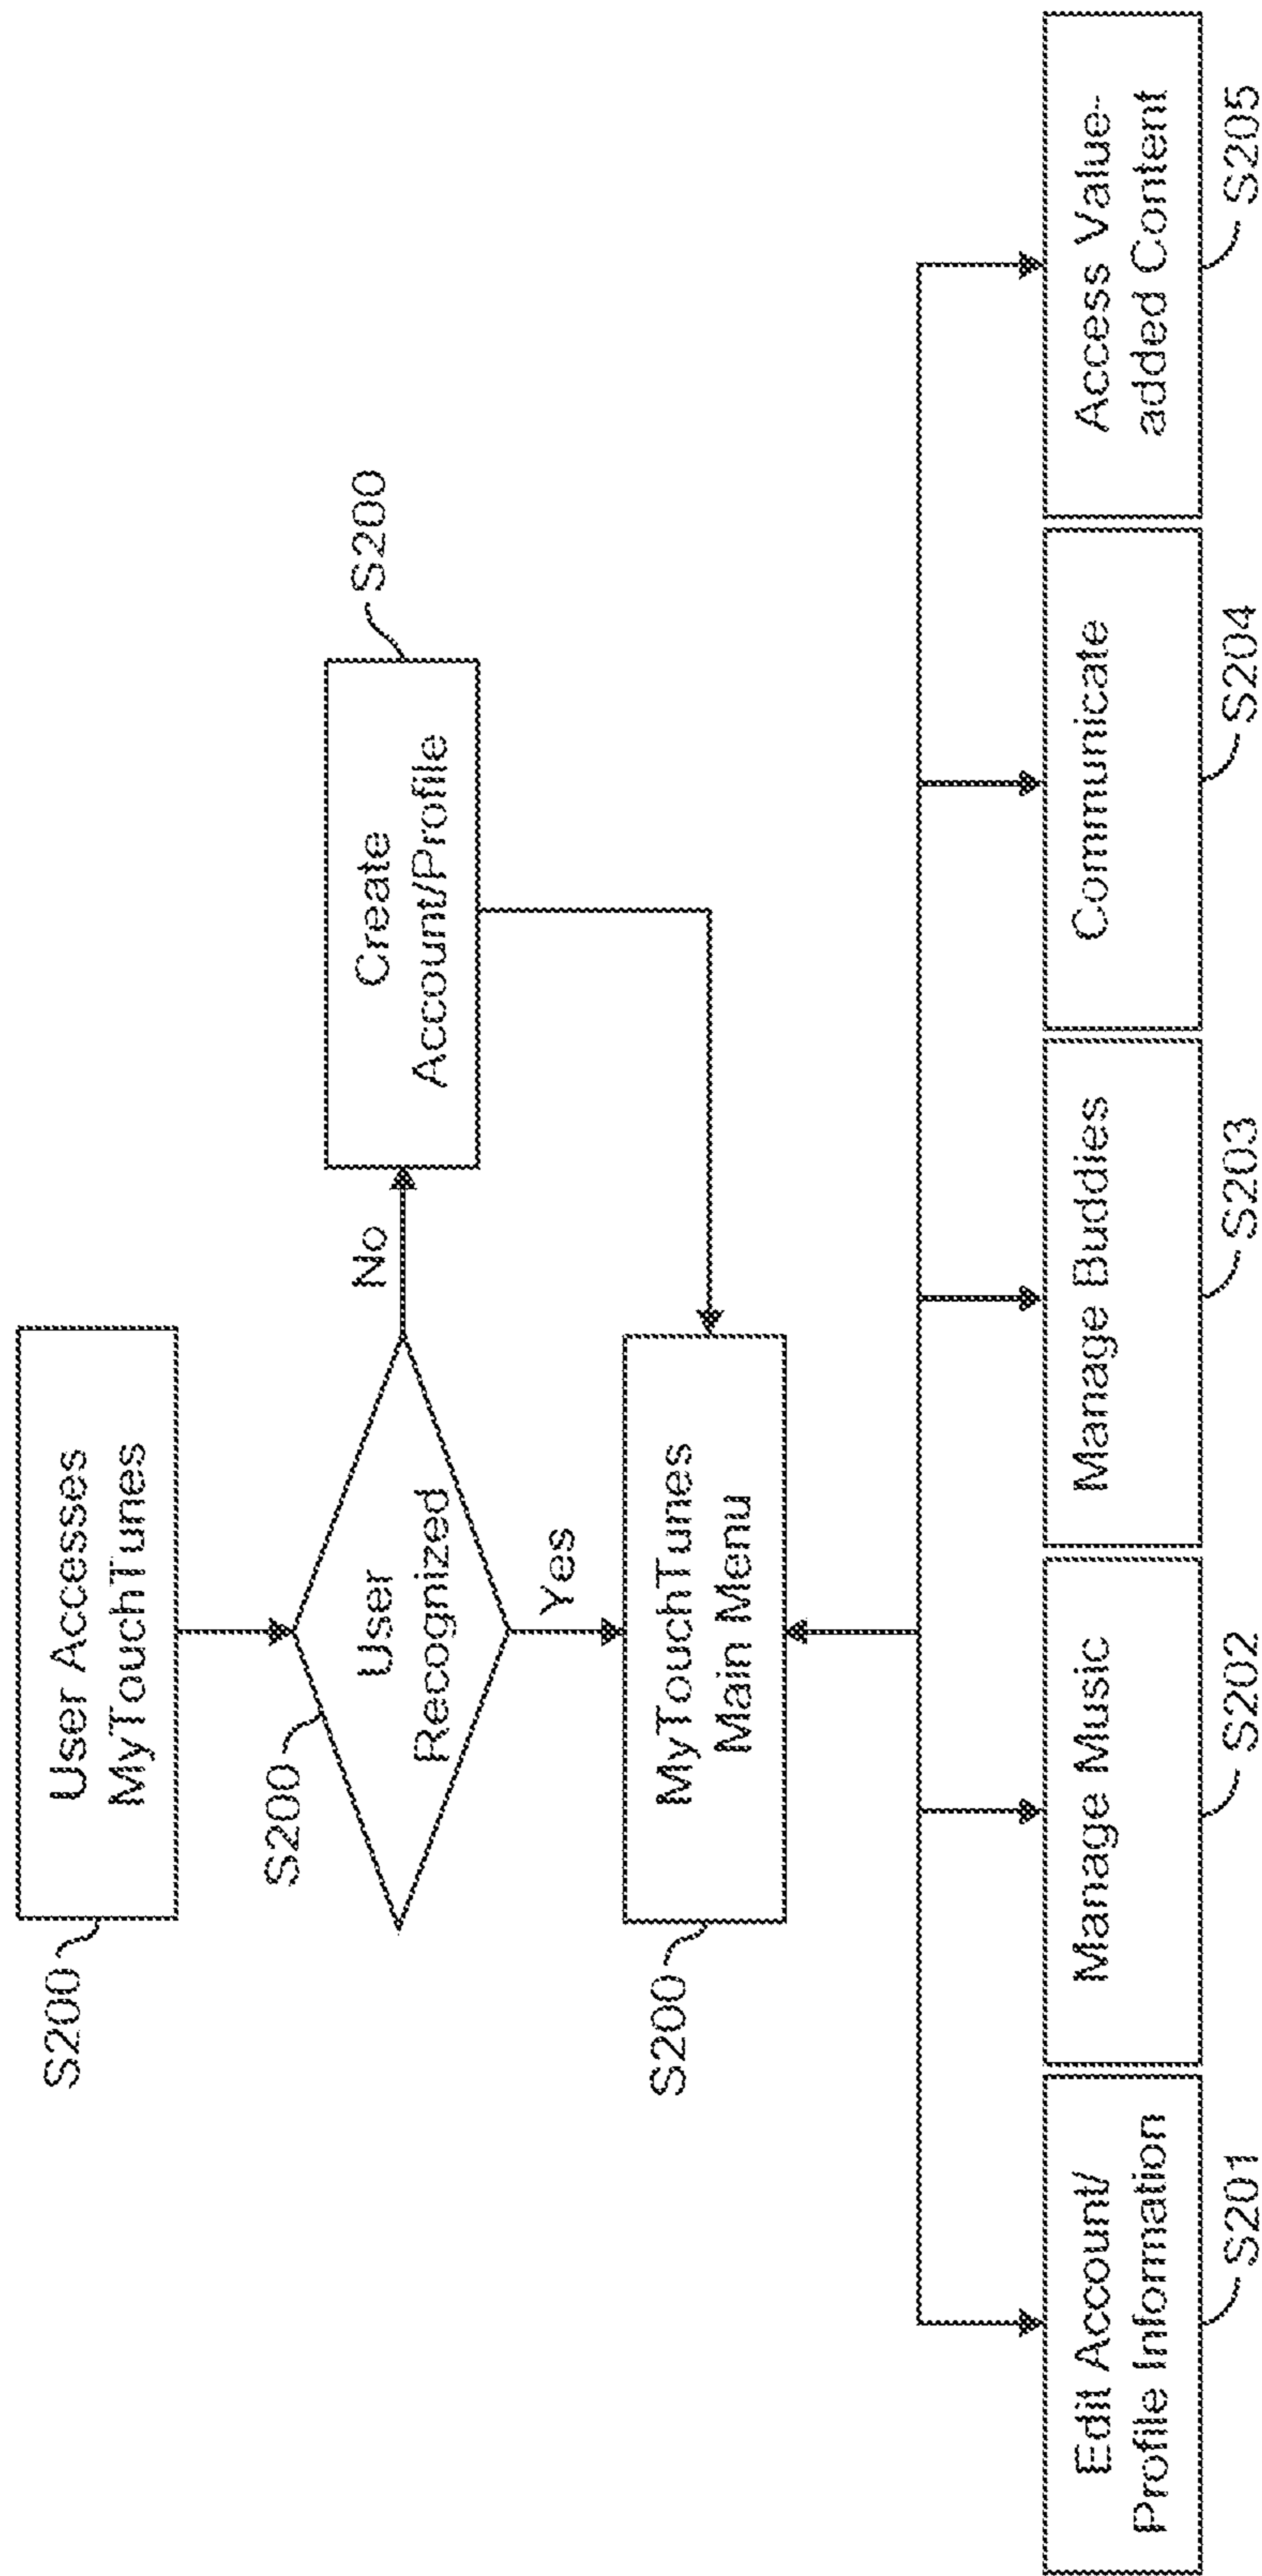 User Accesses
MyTouchTunes
S200
S200
User
Recognized
No
Create
Account/Profile
S200
Yes
S200
MyTouchTunes
Main Menu
Edit Account/
Profile Information
S201
Manage Music
S202
Manage Buddies
S203
Communicate
S204
Access Value-
added Content
S205